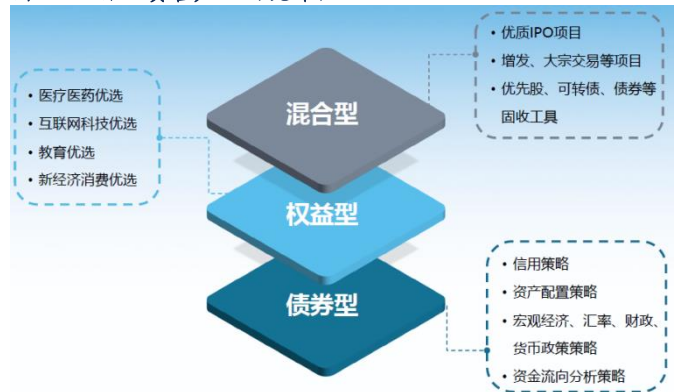 混合型
• 优质IPO项目
• 增发、大宗交易等项目
• 优先股、可转债、债券等
固收工具
权益型
• 医疗医药优选
• 互联网科技优选
• 教育优选
• 新经济消费优选
债券型
• 信用策略
• 资产配置策略
• 宏观经济、汇率、财政、
货币政策策略
• 资金流向分析策略